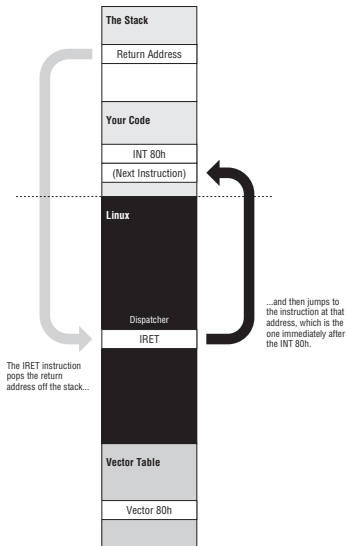 The Stack
Return Address
Your Code
INT 80h
(Next Instruction)
Linux
Dispatcher
IRET
...and then jumps to
the instruction at that
address, which is the
one immediately after
the INT 80h.
The IRET instruction
pops the return
address off the stack...
Vector Table
Vector 80h